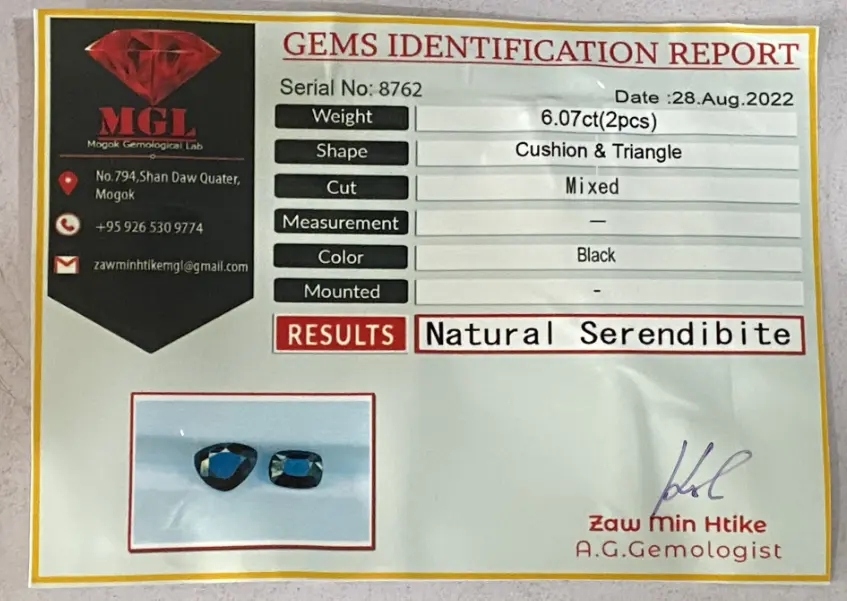 MGL
Mogok Gemological Lab
No.794,Shan Daw Quater,
Mogok
+95 926 530 9774
zawminhtikemgl@gmail.com
GEMS IDENTIFICATION REPORT
Serial No: 8762
Date :28.Aug.2022
Weight 6.07ct(2pcs)
Shape Cushion & Triangle
Cut Mixed
Measurement —
Color Black
Mounted -
RESULTS Natural Serendibite
Zaw Min Htike
A.G.Gemologist